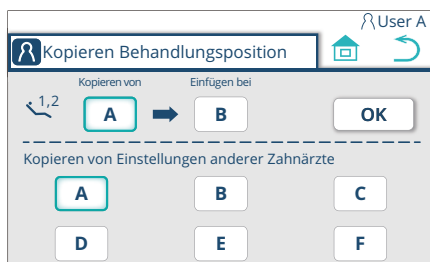 User A
Kopieren Behandlungsposition
Kopieren von Einfügen bei
1,2 A B OK
Kopieren von Einstellungen anderer Zahnärzte
A B C
D E F